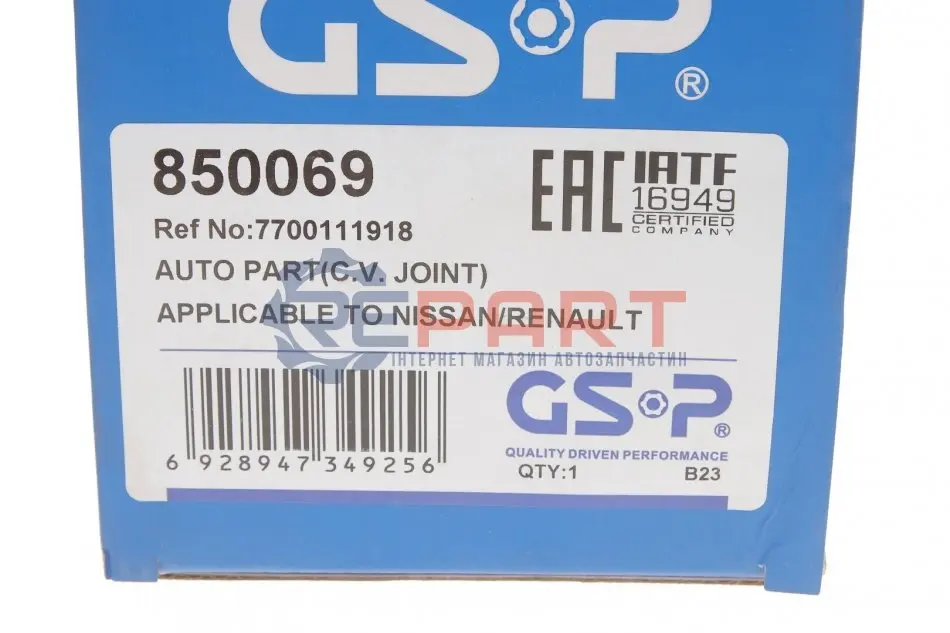 GSP®
850069
Ref No:7700111918
AUTO PART(C.V. JOINT)
APPLICABLE TO NISSAN/RENAULT
EAC
IATF
16949
CERTIFIED
COMPANY
REPART
ІНТЕРНЕТ МАГАЗИН АВТОЗАПЧАСТИН
6 928947 349256
GSP®
QUALITY DRIVEN PERFORMANCE
QTY:1 B23